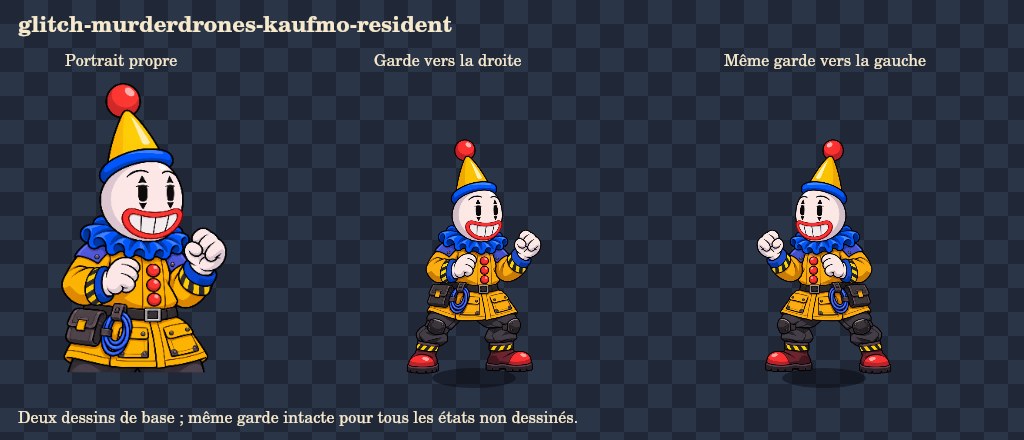 glitch-murderdrones-kaufmo-resident
Portrait propre
Garde vers la droite
Même garde vers la gauche
Deux dessins de base ; même garde intacte pour tous les états non dessinés.